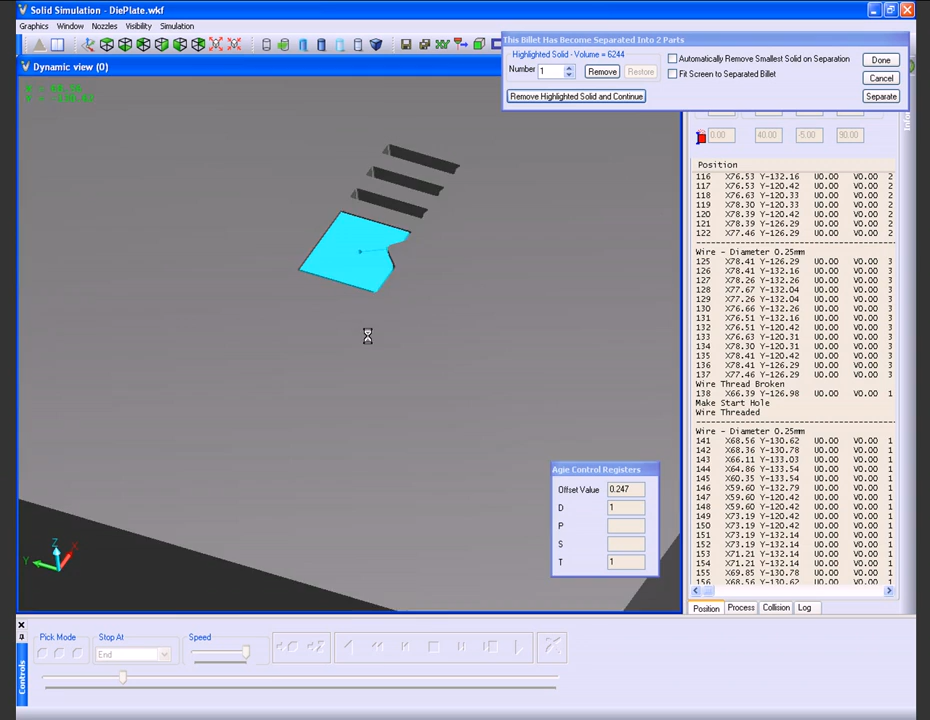 Solid Simulation - DiePlate.wkf
Graphics Window Nozzles Visibility Simulation
This Billet Has Become Separated Into 2 Parts
Highlighted Solid - Volume = 6244
Number 1 Remove Restore
Automatically Remove Smallest Solid on Separation
Fit Screen to Separated Billet
Remove Highlighted Solid and Continue
Done
Cancel
Separate
Dynamic view (0)
0.00 40.00 -5.00 90.00
Position
116 X76.53 Y-132.16 U0.00 V0.00 2
117 X76.53 Y-120.42 U0.00 V0.00 2
118 X76.63 Y-120.30 U0.00 V0.00 2
119 X78.20 Y-120.33 U0.00 V0.00 2
120 X78.39 Y-120.42 U0.00 V0.00 2
121 X78.39 Y-126.29 U0.00 V0.00 2
122 X77.46 Y-126.29 U0.00 V0.00 2
Wire - Diameter 0.25mm
125 X78.41 Y-126.29 U0.00 V0.00 3
126 X78.41 Y-132.16 U0.00 V0.00 3
127 X78.26 Y-132.16 U0.00 V0.00 3
128 X77.67 Y-132.04 U0.00 V0.00 3
129 X77.26 Y-132.04 U0.00 V0.00 3
130 X76.66 Y-132.16 U0.00 V0.00 3
131 X76.51 Y-132.16 U0.00 V0.00 3
132 X76.51 Y-120.42 U0.00 V0.00 3
133 X76.63 Y-120.31 U0.00 V0.00 3
134 X78.30 Y-120.31 U0.00 V0.00 3
135 X78.41 Y-120.42 U0.00 V0.00 3
136 X78.41 Y-126.29 U0.00 V0.00 3
137 X77.46 Y-126.29 U0.00 V0.00 3
Wire Thread Broken
138 X66.39 Y-126.98 U0.00 V0.00 1
Make Start Hole
Wire Threaded
Wire - Diameter 0.25mm
141 X68.56 Y-130.62 U0.00 V0.00 1
142 X68.36 Y-130.78 U0.00 V0.00 1
143 X66.11 Y-133.03 U0.00 V0.00 1
144 X64.86 Y-133.54 U0.00 V0.00 1
145 X60.35 Y-133.54 U0.00 V0.00 1
146 X59.60 Y-132.79 U0.00 V0.00 1
147 X59.60 Y-120.42 U0.00 V0.00 1
148 X59.60 Y-120.42 U0.00 V0.00 1
149 X73.19 Y-120.42 U0.00 V0.00 1
150 X73.19 Y-120.42 U0.00 V0.00 1
151 X73.19 Y-132.14 U0.00 V0.00 1
152 X73.19 Y-132.14 U0.00 V0.00 1
153 X71.21 Y-132.14 U0.00 V0.00 1
154 X71.21 Y-132.14 U0.00 V0.00 1
155 X69.85 Y-130.78 U0.00 V0.00 1
156 X68.56 Y-130.62 U0.00 V0.00 1
Agie Control Registers
Offset Value 0.247
D 1
P
S
T 1
Z
Y
X
Position Process Collision Log
Controls
Pick Mode
Stop At
End
Speed